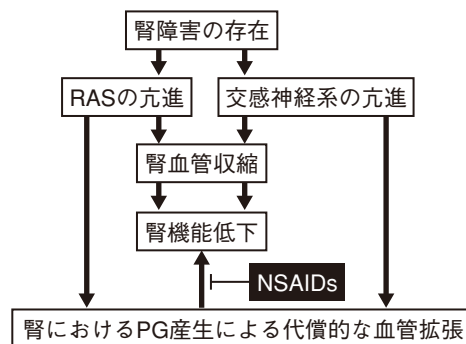 腎障害の存在
RASの亢進
交感神経系の亢進
腎血管収縮
腎機能低下
NSAIDs
腎におけるPG産生による代償的な血管拡張